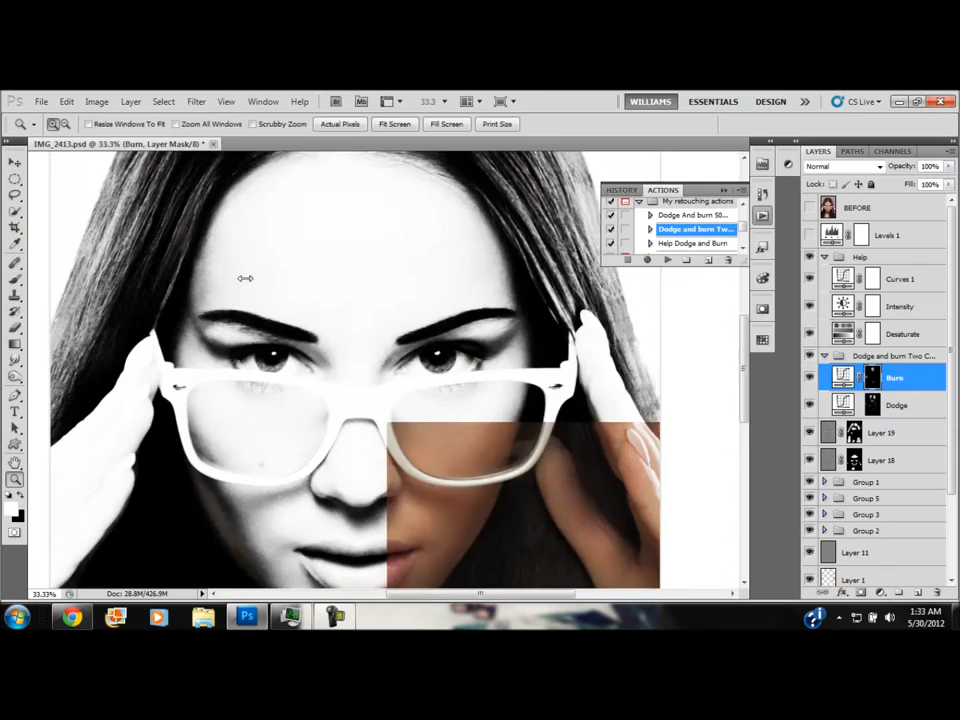 Ps File Edit Image Layer Select Filter View Window Help Br Mb 33.3 WILLIAMS ESSENTIALS DESIGN CS Live
Resize Windows To Fit Zoom All Windows Scrubby Zoom Actual Pixels Fit Screen Fill Screen Print Size
IMG_2413.psd @ 33.3% (Burn, Layer Mask/8) *
LAYERS PATHS CHANNELS
Normal Opacity: 100%
Lock: Fill: 100%
HISTORY ACTIONS
My retouching actions
Dodge And burn 50...
Dodge and burn Tw...
Help Dodge and Burn
BEFORE
Levels 1
Help
Curves 1
Intensity
Desaturate
Dodge and burn Two C...
Burn
Dodge
Layer 19
Layer 18
Group 1
Group 5
Group 3
Group 2
Layer 11
Layer 1
33.33% Doc: 28.8M/426.9M
Ps
1:33 AM
5/30/2012